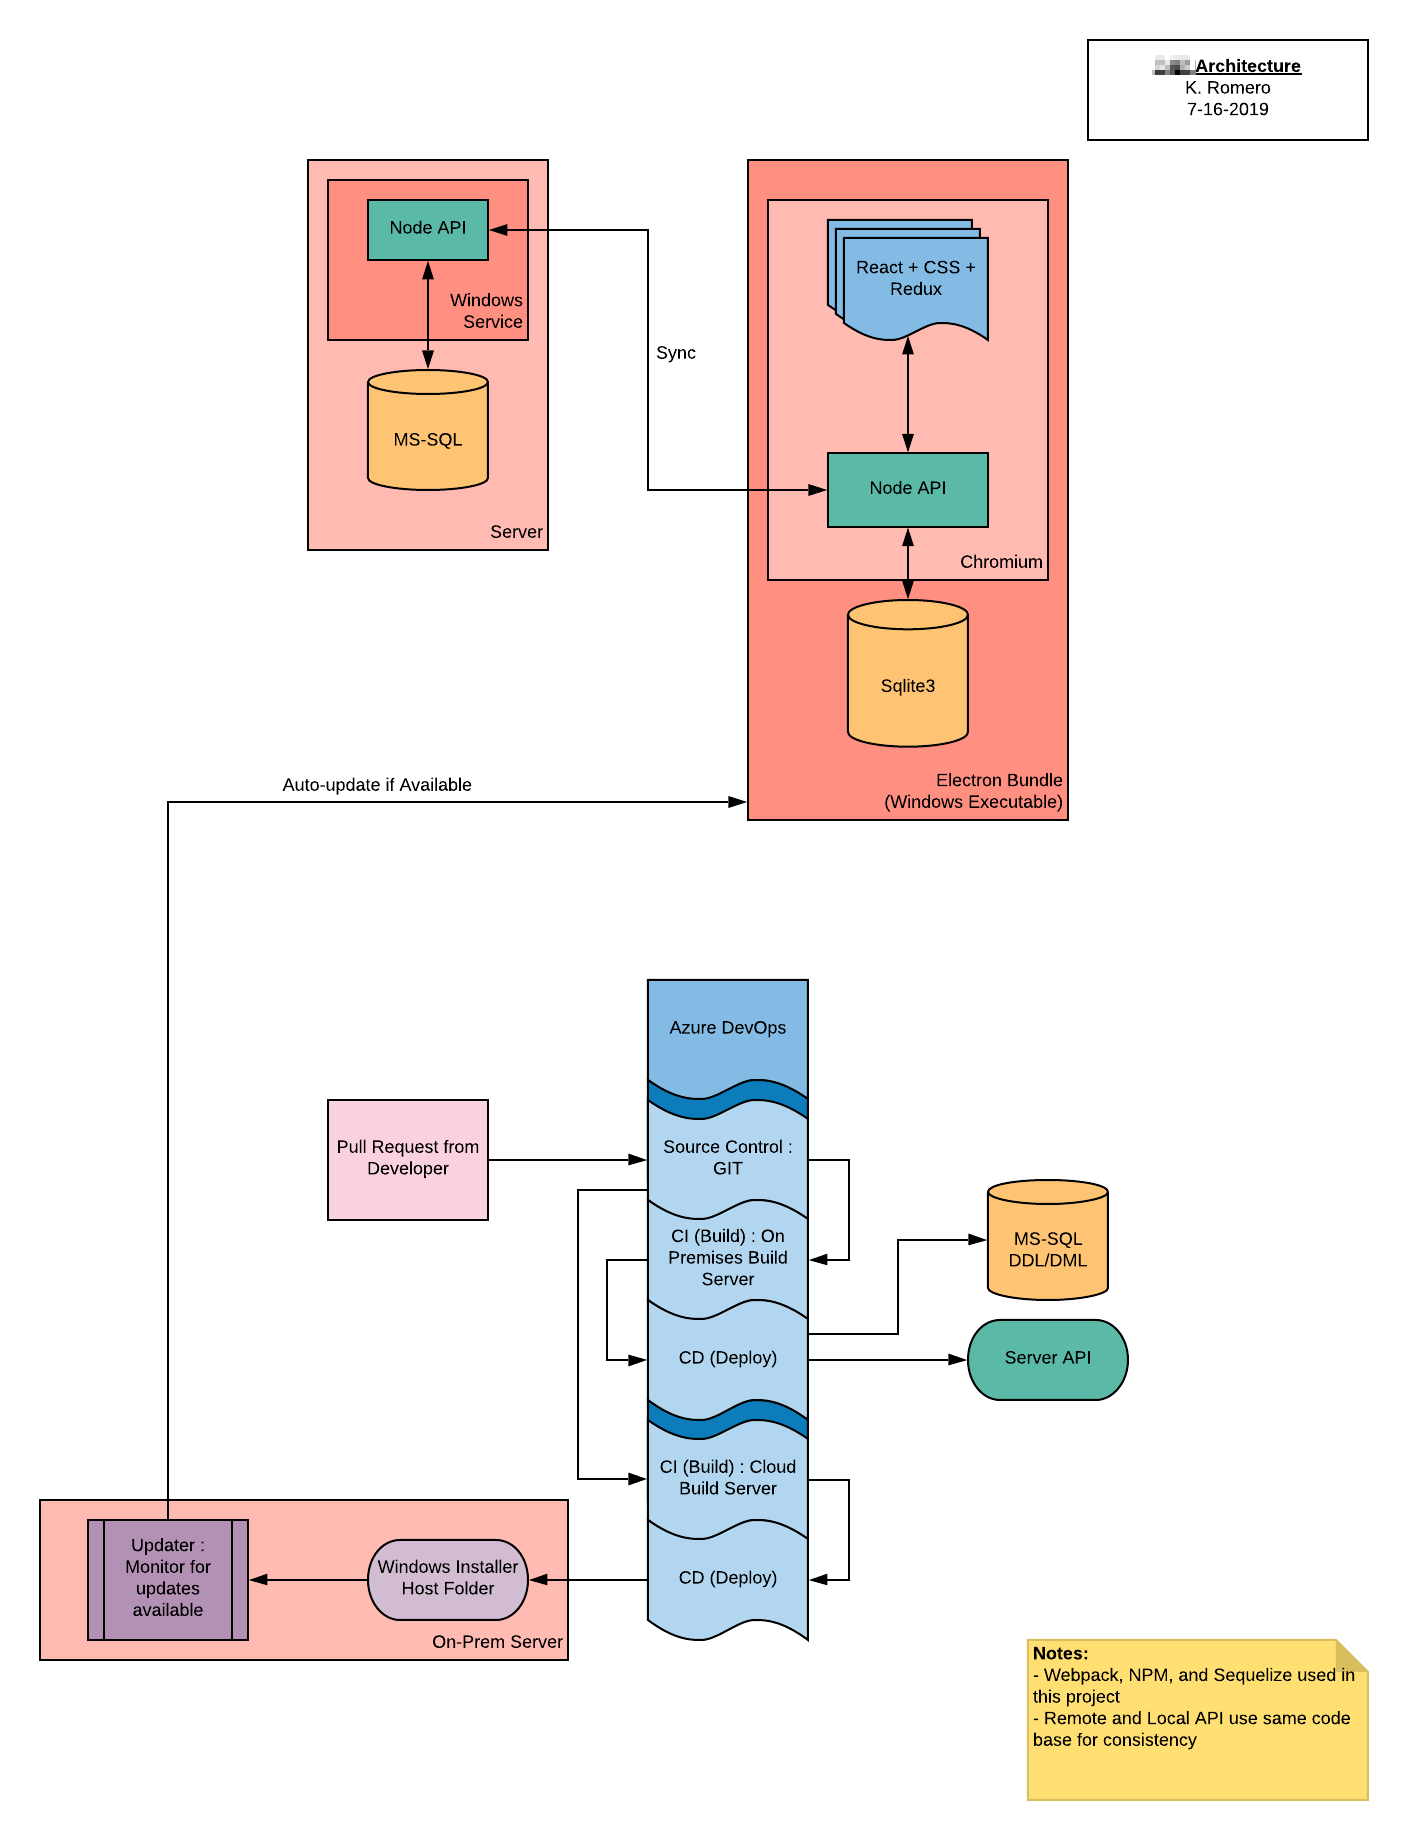 Architecture
K. Romero
7-16-2019
Node API
Windows
Service
MS-SQL
Server
Sync
React + CSS +
Redux
Node API
Chromium
Sqlite3
Electron Bundle
(Windows Executable)
Auto-update if Available
Azure DevOps
Pull Request from
Developer
Source Control :
GIT
CI (Build) : On
Premises Build
Server
CD (Deploy)
MS-SQL
DDL/DML
Server API
CI (Build) : Cloud
Build Server
CD (Deploy)
Updater :
Monitor for
updates
available
Windows Installer
Host Folder
On-Prem Server
Notes:
- Webpack, NPM, and Sequelize used in
this project
- Remote and Local API use same code
base for consistency